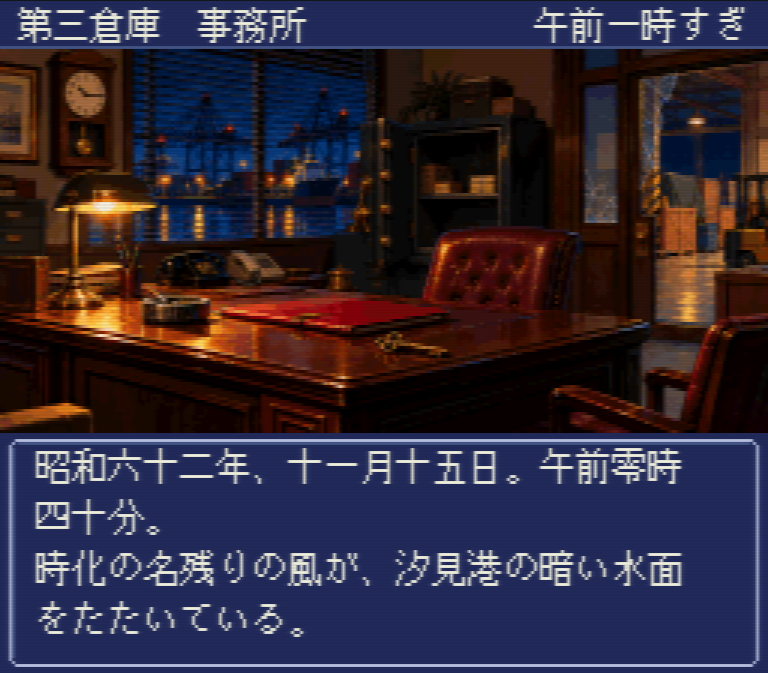 第三倉庫　事務所
午前一時すぎ
昭和六十二年、十一月十五日。午前零時
四十分。
時化の名残りの風が、汐見港の暗い水面
をたたいている。